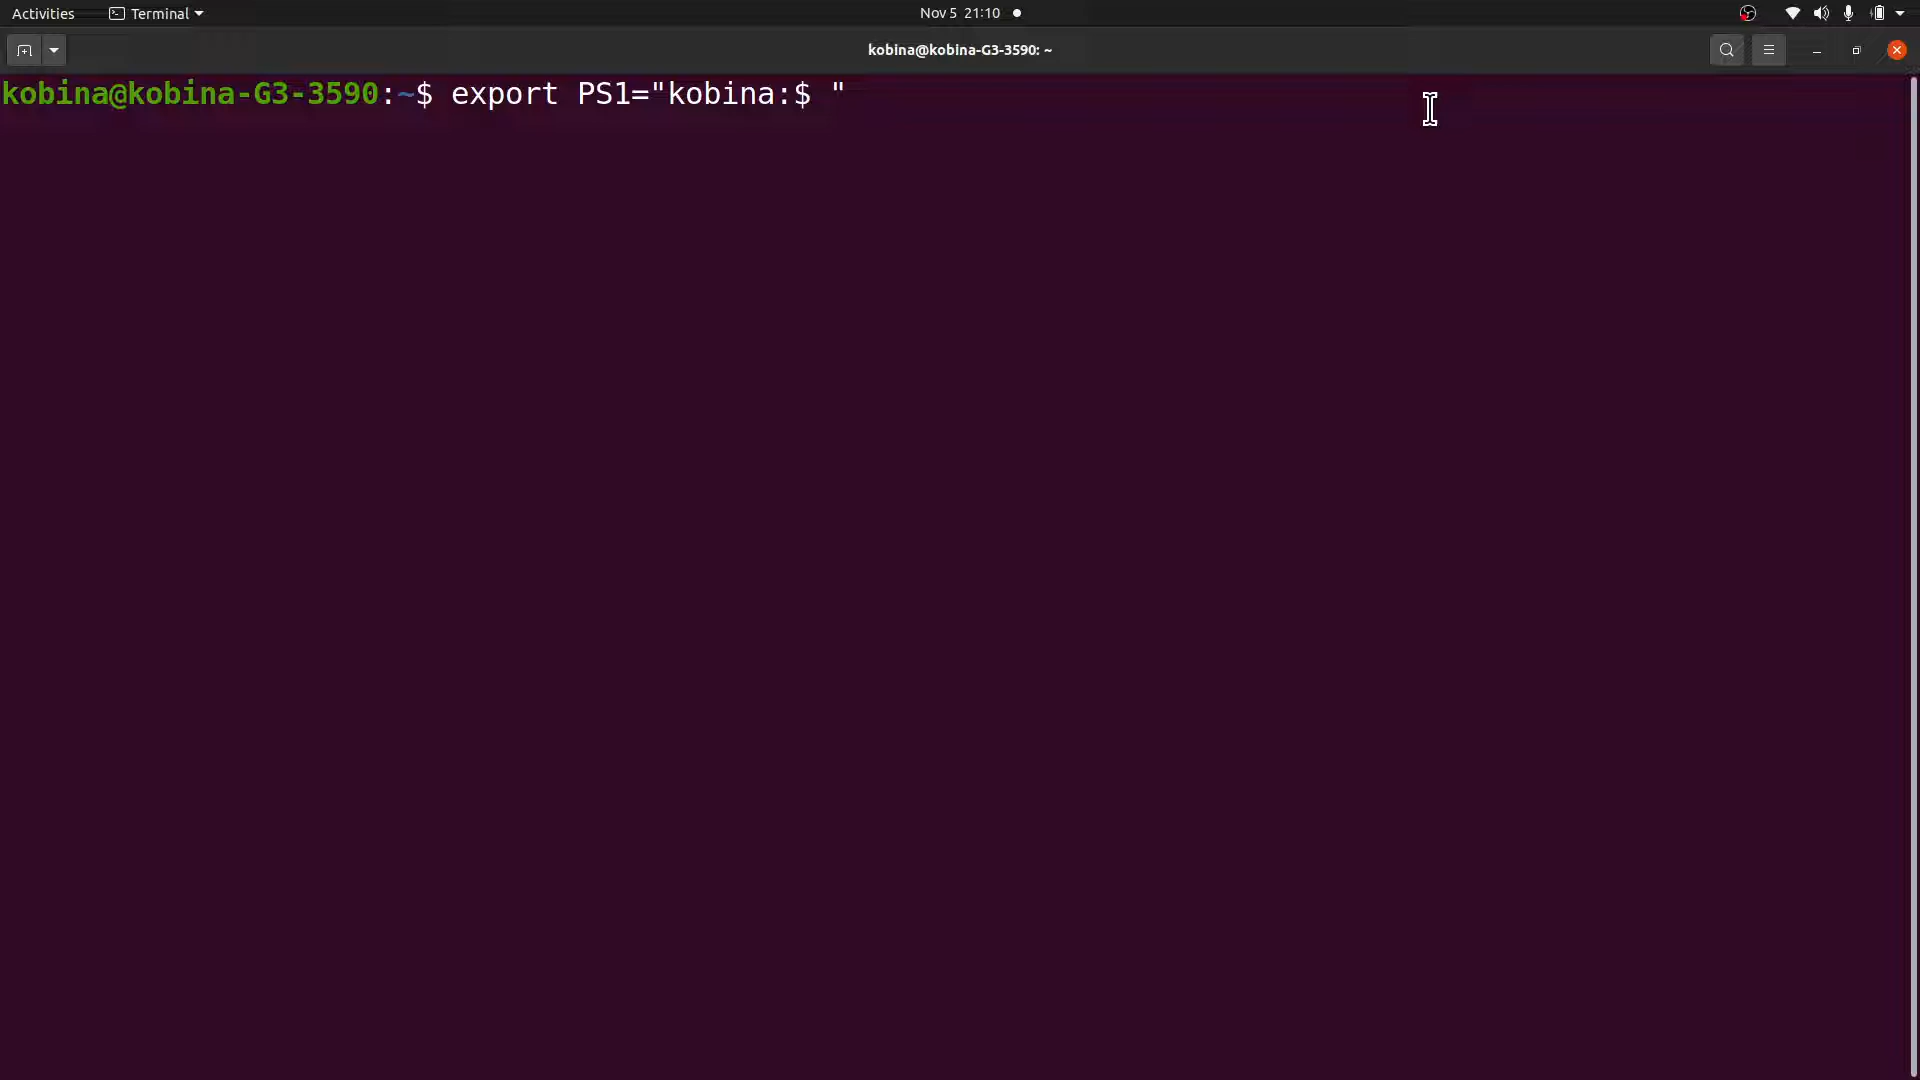 Activities
Terminal
Nov 5 21:10
kobina@kobina-G3-3590: ~
kobina@kobina-G3-3590:~$ export PS1="kobina:$ "